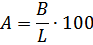 A = B/L · 100